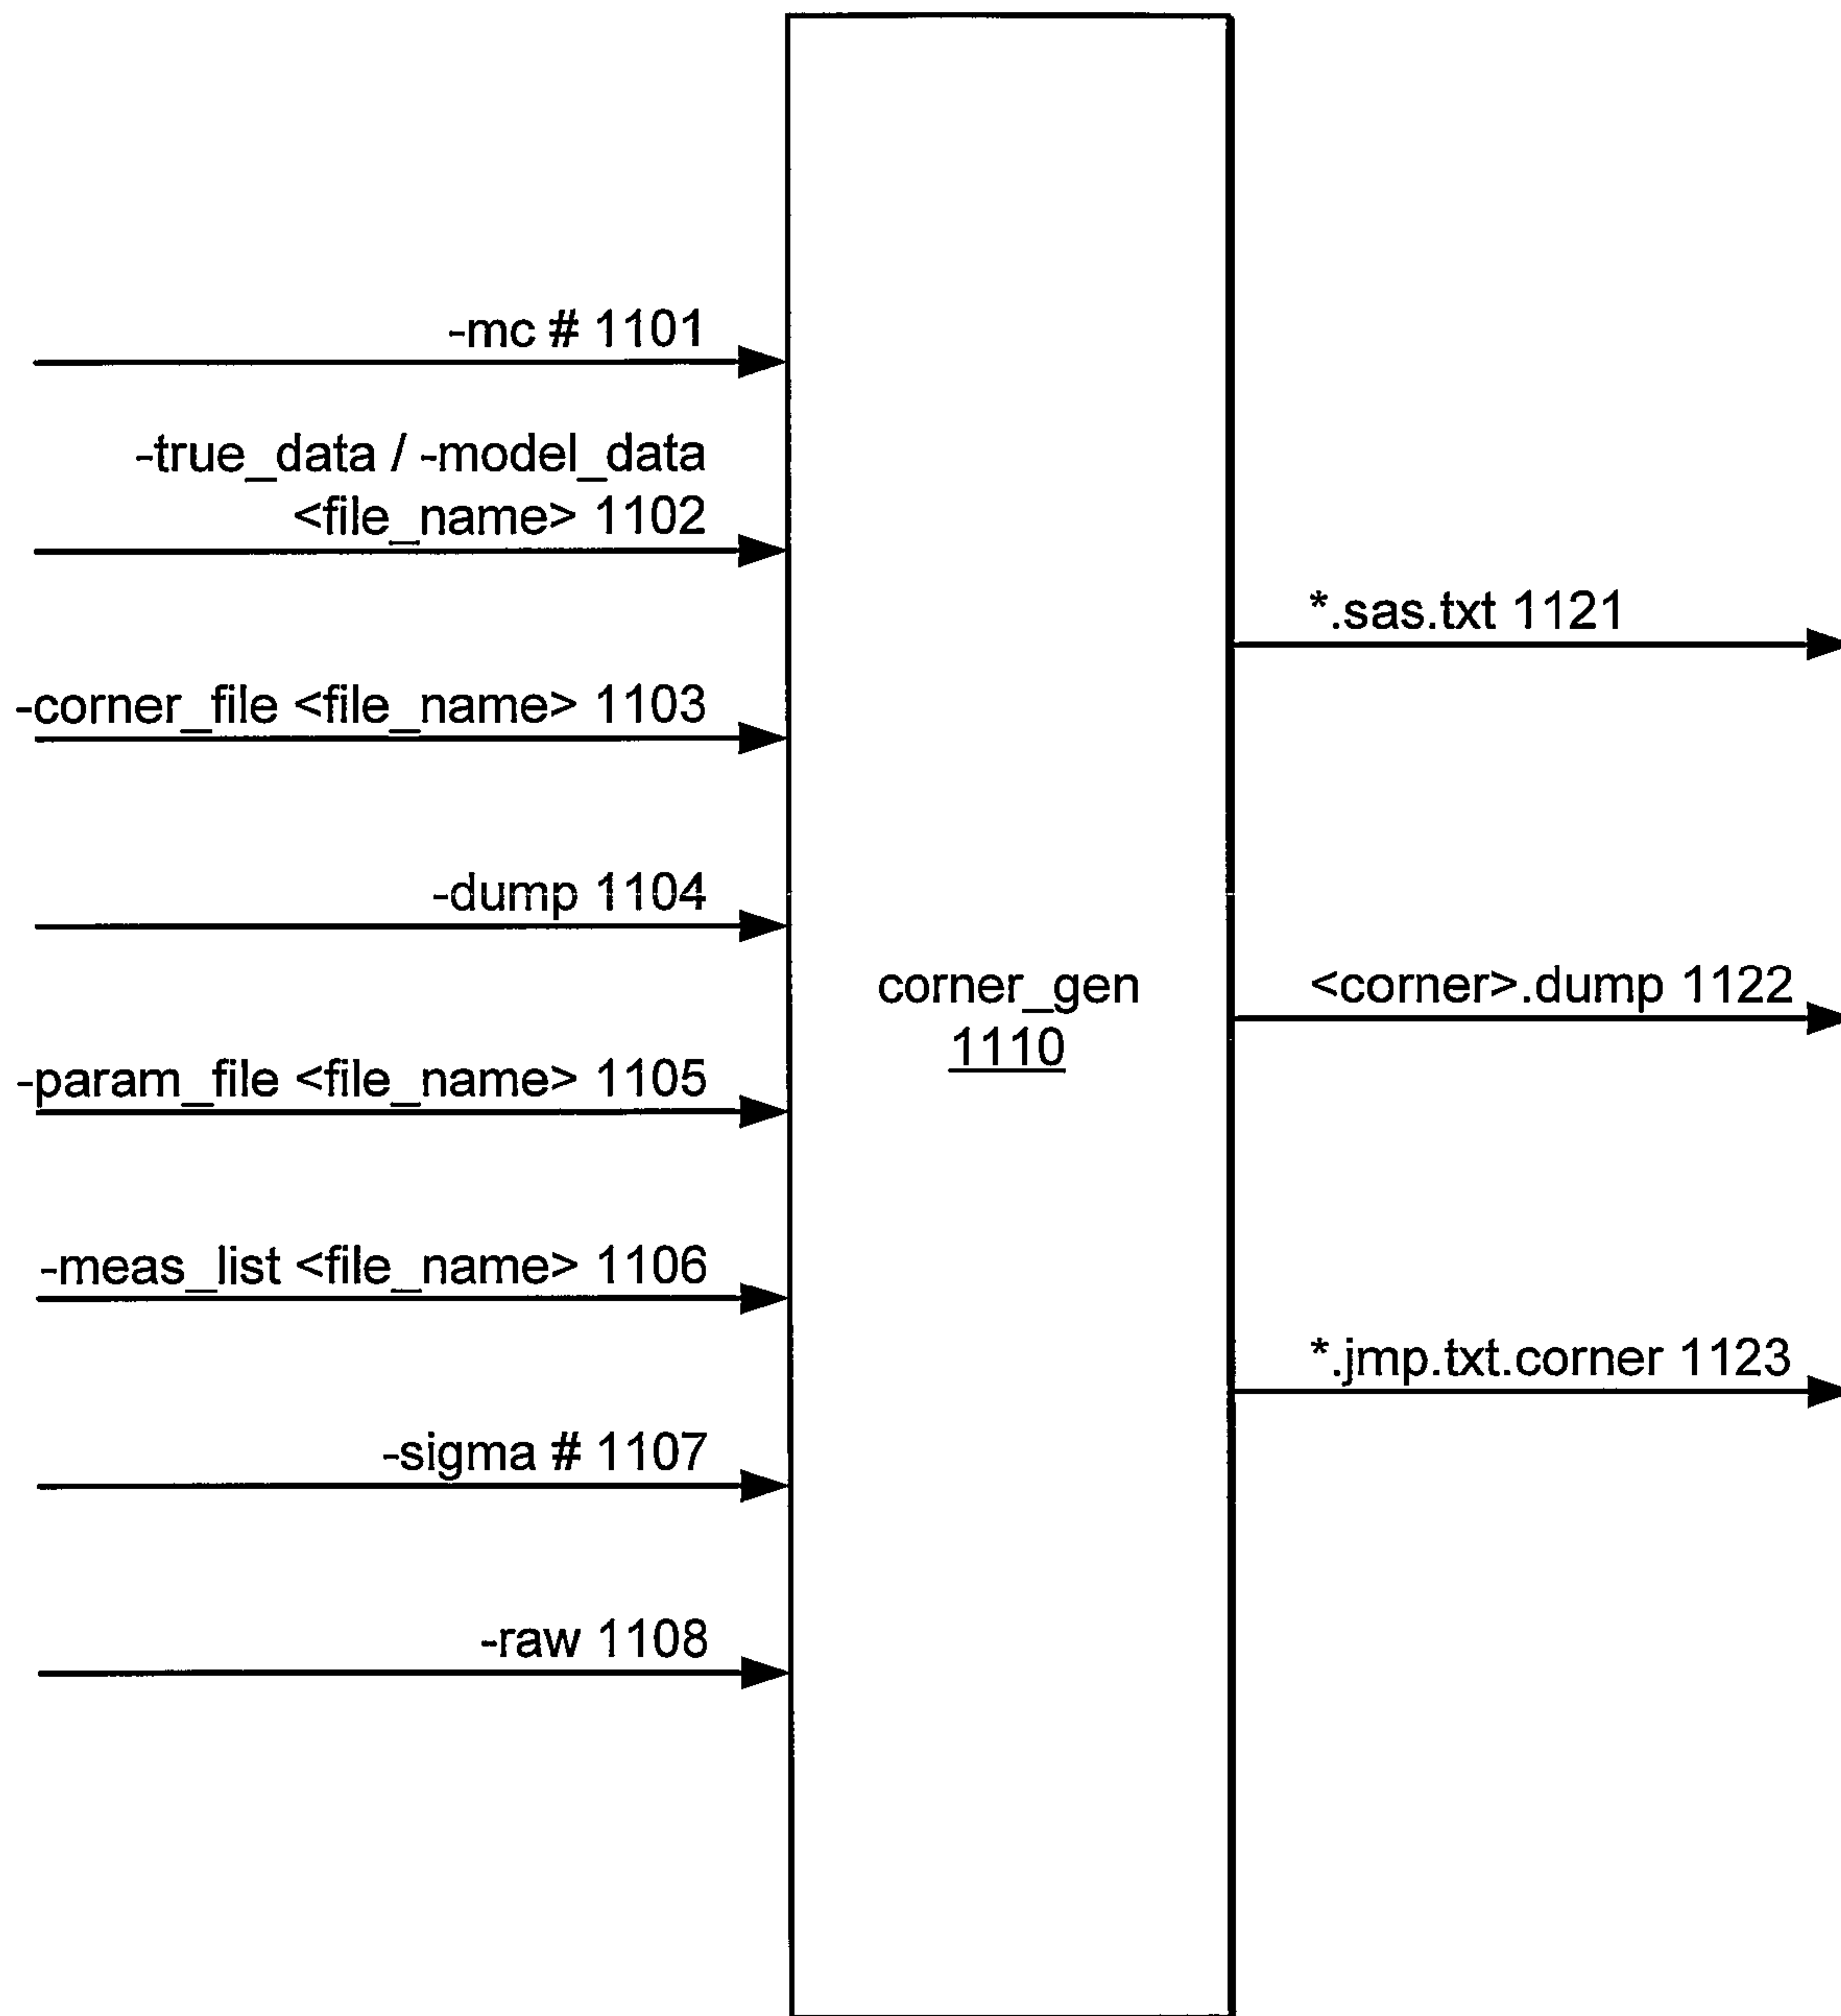 -mc # 1101
-true_data / -model_data
<file_name> 1102
-corner_file <file_name> 1103
-dump 1104
-param_file <file_name> 1105
-meas_list <file_name> 1106
-sigma # 1107
-raw 1108
corner_gen
1110
*.sas.txt 1121
<corner>.dump 1122
*.jmp.txt.corner 1123